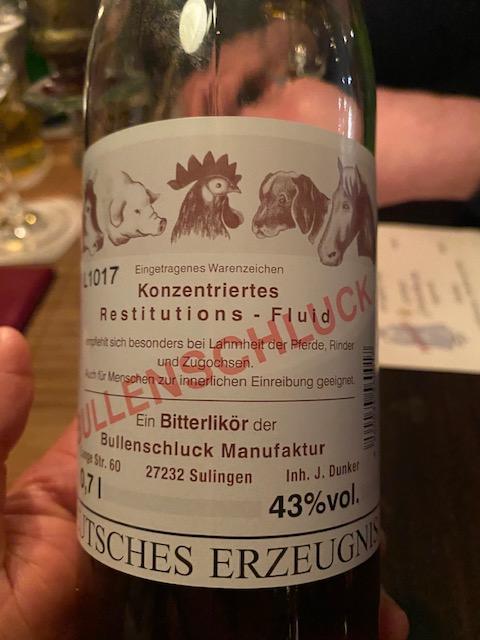 L1017
Eingetragenes Warenzeichen
Konzentriertes
Restitutions - Fluid
empfiehlt sich besonders bei Lahmheit der Pferde, Rinder
und Zugochsen.
Auch für Menschen zur innerlichen Einreibung geeignet.
BULLENSCHLUCK
Ein Bitterlikör der
Bullenschluck Manufaktur
Lange Str. 60
27232 Sulingen
Inh. J. Dunker
0,7 l
43%vol.
DEUTSCHES ERZEUGNIS